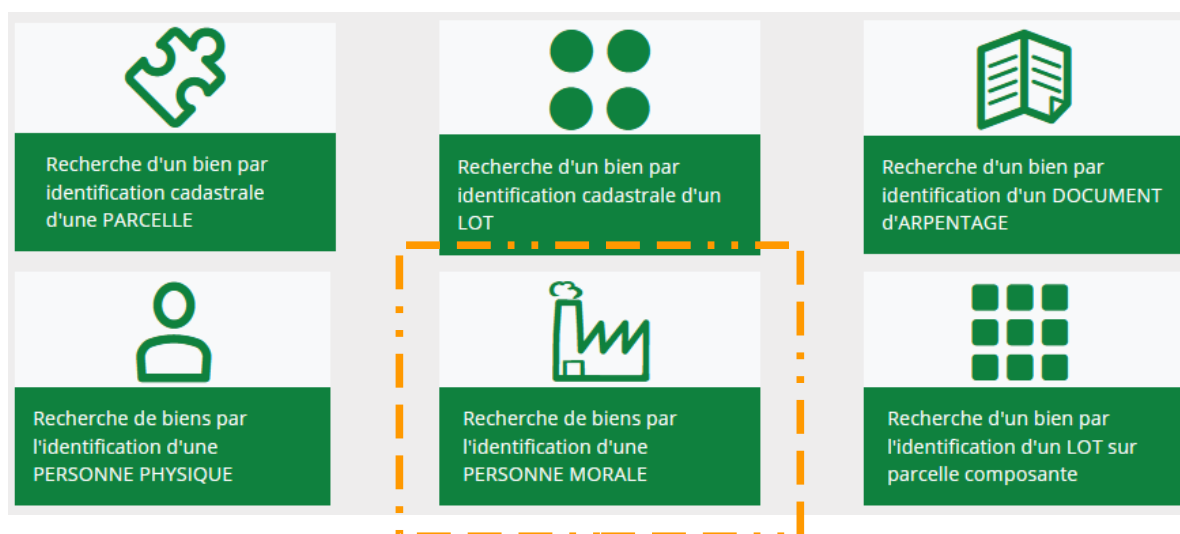 Recherche d'un bien par
identification cadastrale
d'une PARCELLE
Recherche d'un bien par
identification cadastrale d'un
LOT
Recherche d'un bien par
identification d'un DOCUMENT
d'ARPENTAGE
Recherche de biens par
l'identification d'une
PERSONNE PHYSIQUE
Recherche de biens par
l'identification d'une
PERSONNE MORALE
Recherche d'un bien par
l'identification d'un LOT sur
parcelle composante